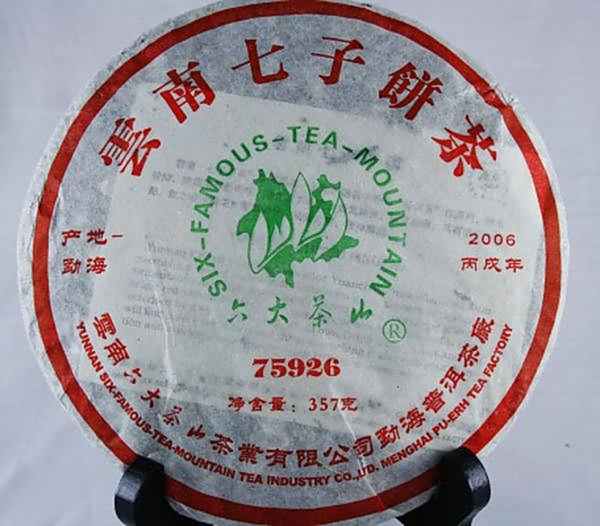 雲南七子餅茶
SIX-FAMOUS-TEA-MOUNTAIN
产地-
勐海
2006
丙戌年
六大茶山®
75926
净含量：357克
雲南六大茶山茶業有限公司勐海普洱茶廠
YUNNAN SIX-FAMOUS-TEA-MOUNTAIN TEA INDUSTRY CO.,UD. MENGHAI PU-ERH TEA FACTORY